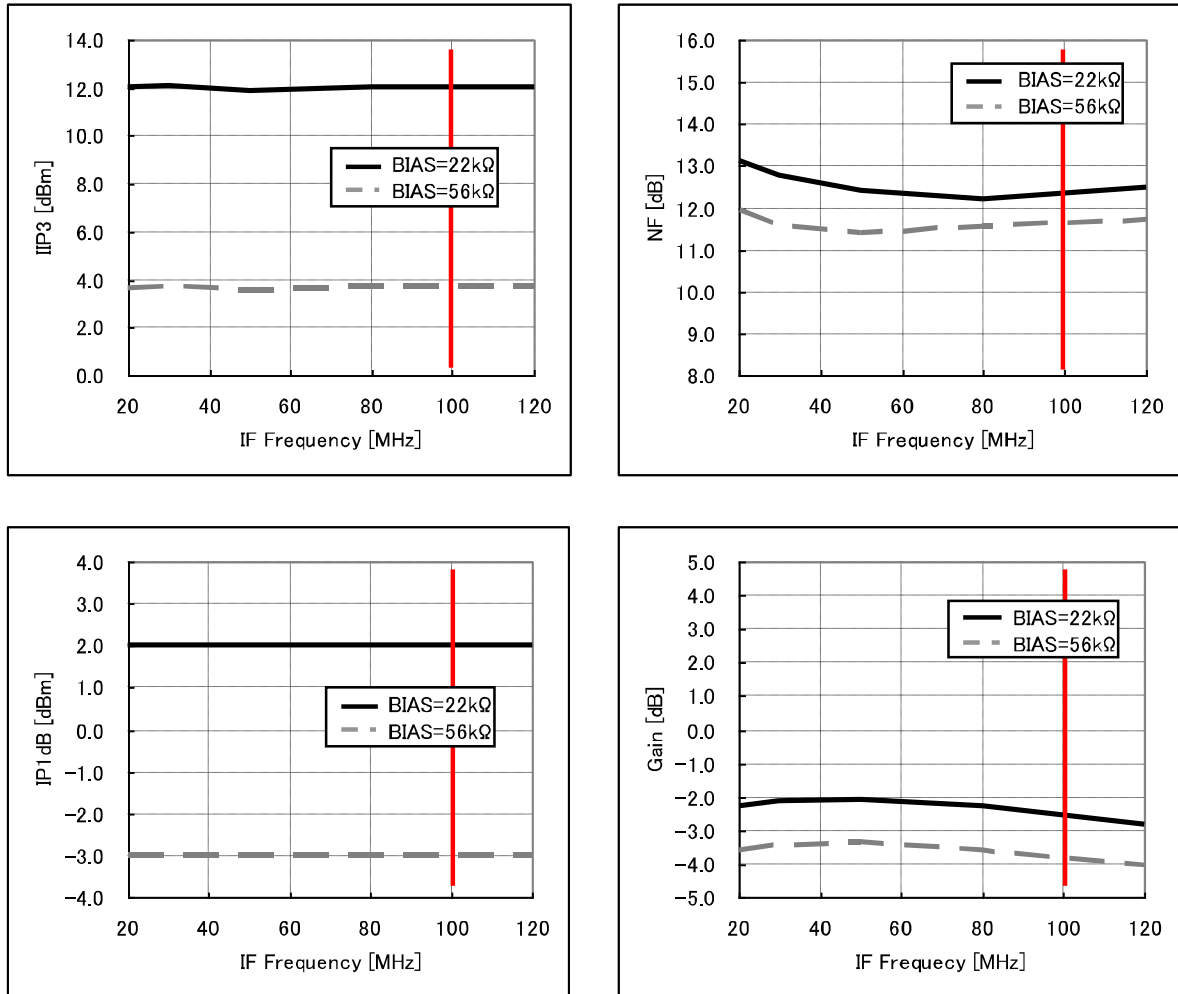 14.0
12.0
10.0
8.0
6.0
4.0
2.0
0.0
IIP3 [dBm]
BIAS=22kΩ
BIAS=56kΩ
20 40 60 80 100 120
IF Frequency [MHz]
16.0
15.0
14.0
13.0
12.0
11.0
10.0
9.0
8.0
NF [dB]
BIAS=22kΩ
BIAS=56kΩ
20 40 60 80 100 120
IF Frequency [MHz]
4.0
3.0
2.0
1.0
0.0
-1.0
-2.0
-3.0
-4.0
IP1dB [dBm]
BIAS=22kΩ
BIAS=56kΩ
20 40 60 80 100 120
IF Frequency [MHz]
5.0
4.0
3.0
2.0
1.0
0.0
-1.0
-2.0
-3.0
-4.0
-5.0
Gain [dB]
BIAS=22kΩ
BIAS=56kΩ
20 40 60 80 100 120
IF Frequecy [MHz]